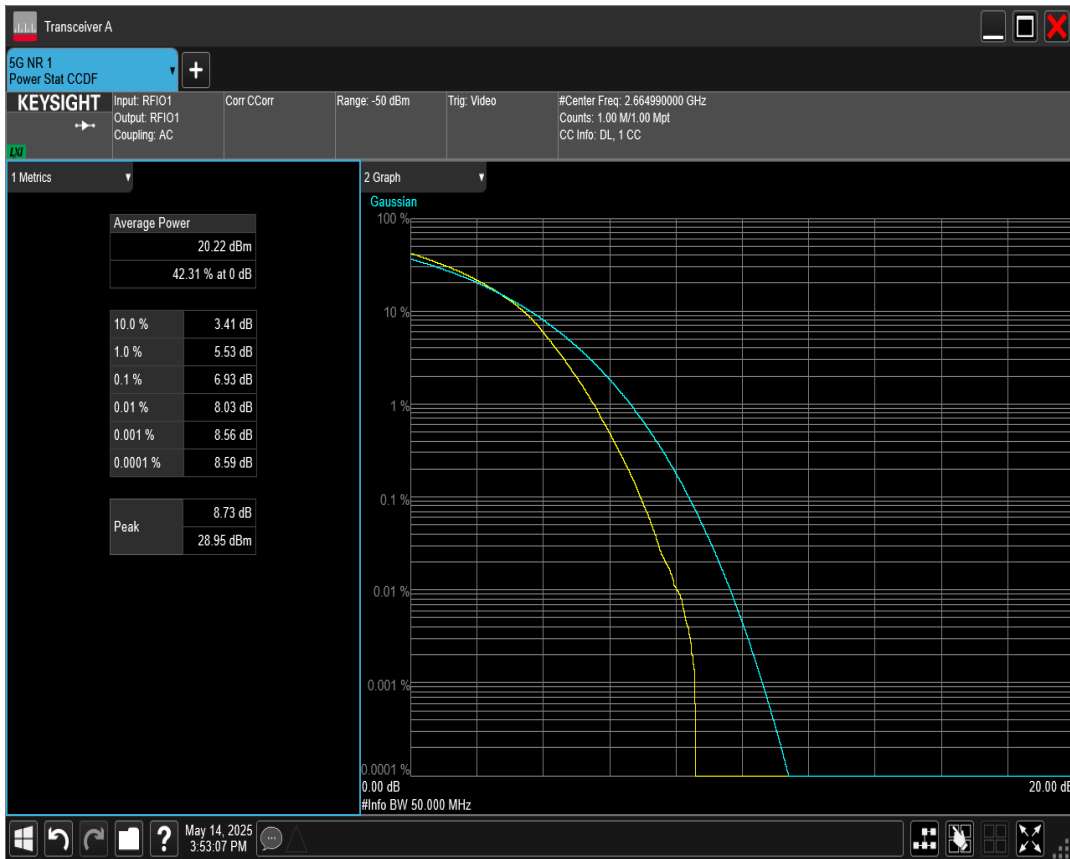 Transceiver A
5G NR 1
Power Stat CCDF
KEYSIGHT
LXI
Input: RFIO1
Output: RFIO1
Coupling: AC
Corr CCorr
Range: -50 dBm
Trig: Video
#Center Freq: 2.664990000 GHz
Counts: 1.00 M/1.00 Mpt
CC Info: DL, 1 CC
1 Metrics
Average Power
20.22 dBm
42.31 % at 0 dB
10.0 % 3.41 dB
1.0 % 5.53 dB
0.1 % 6.93 dB
0.01 % 8.03 dB
0.001 % 8.56 dB
0.0001 % 8.59 dB
Peak
8.73 dB
28.95 dBm
2 Graph
Gaussian
100 %
10 %
1 %
0.1 %
0.01 %
0.001 %
0.0001 %
0.00 dB 20.00 dB
#Info BW 50.000 MHz
?
May 14, 2025
3:53:07 PM